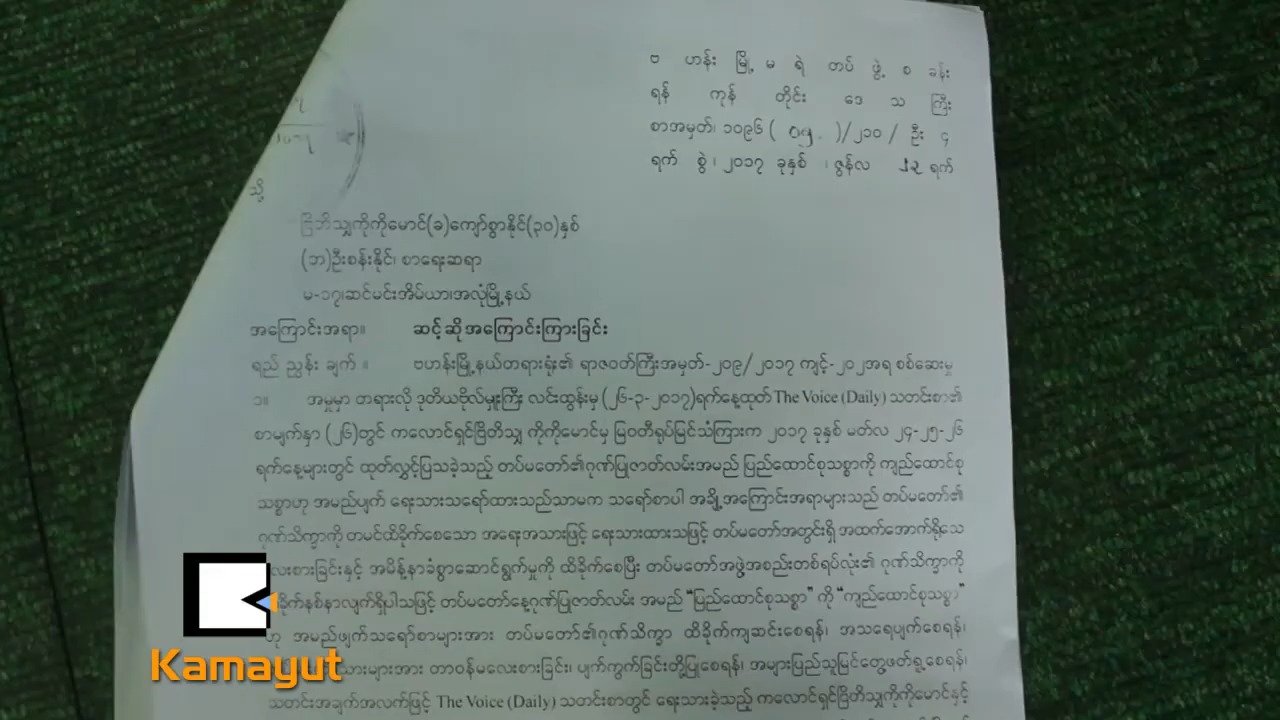 ဗ ဟန်း မြို့ မ ရဲ တပ် ဖွဲ့ စ ခန်း
ရန် ကုန် တိုင်း ဒေ သ ကြီး
စာအမှတ်၊ ၁၀၉၆ ( ၀၅ )/၂၁၀ / ဦး ၄
ရက် စွဲ ၊ ၂၀၁၇ ခုနှစ် ၊ ဇွန်လ ၁၃ ရက်
သို့
ဗြိတိသျှကိုကိုမောင်(ခ)ကျော်စွာနိုင်(၃၀)နှစ်
(ဘ)ဦးစန်းနိုင်၊ စာရေးဆရာ
မ-၁၇၊ဆင်မင်းအိမ်ယာ၊အလုံမြို့နယ်
အကြောင်းအရာ။ ဆင့်ဆိုအကြောင်းကြားခြင်း
ရည် ညွှန်း ချက် ။ ဗဟန်းမြို့နယ်တရားရုံး၏ ရာဇဝတ်ကြီးအမှတ်-၂၀၉/၂၀၁၇ ကျင့်-၂၀၂အရ စစ်ဆေးမှု
၁။ အမှုမှာ တရားလို ဒုတိယဗိုလ်မှူးကြီး လင်းထွန်းမှ (၂၆-၃-၂၀၁၇)ရက်နေ့ထုတ် The Voice (Daily) သတင်းစာ၏
စာမျက်နှာ (၂၆)တွင် ကလောင်ရှင်ဗြိတိသျှ ကိုကိုမောင်မှ မြဝတီရုပ်မြင်သံကြားက ၂၀၁၇ ခုနှစ် မတ်လ ၂၄-၂၅-၂၆
ရက်နေ့များတွင် ထုတ်လွှင့်ပြသခဲ့သည့် တပ်မတော်၏ဂုဏ်ပြုဇာတ်လမ်းအမည် ပြည်ထောင်စုသစ္စာကို ကျည်ထောင်စု
သစ္စာဟု အမည်ပျက် ရေးသားသရော်ထားသည်သာမက သရော်စာပါ အချို့အကြောင်းအရာများသည် တပ်မတော်၏
ဂုဏ်သိက္ခာကို တမင်ထိခိုက်စေသော အရေးအသားဖြင့် ရေးသားထားသဖြင့် တပ်မတော်အတွင်းရှိ အထက်အောက်ရိုသေ
လေးစားခြင်းနှင့် အမိန့်နာခံစွာဆောင်ရွက်မှုကို ထိခိုက်စေပြီး တပ်မတော်အဖွဲ့အစည်းတစ်ရပ်လုံး၏ ဂုဏ်သိက္ခာကို
ခိုက်နစ်နာလျက်ရှိပါသဖြင့် တပ်မတော်နေ့ဂုဏ်ပြုဇာတ်လမ်း အမည် “ပြည်ထောင်စုသစ္စာ” ကို “ကျည်ထောင်စုသစ္စာ”
ဟု အမည်ဖျက်သရော်စာများအား တပ်မတော်၏ဂုဏ်သိက္ခာ ထိခိုက်ကျဆင်းစေရန်၊ အသရေပျက်စေရန်၊
သားများအား တာဝန်မလေးစားခြင်း၊ ပျက်ကွက်ခြင်းတို့ပြုစေရန်၊ အများပြည်သူမြင်တွေ့ဖတ်ရှု့စေရန်၊
သတင်းအချက်အလက်ဖြင့် The Voice (Daily) သတင်းစာတွင် ရေးသားခဲ့သည့် ကလောင်ရှင်ဗြိတိသျှကိုကိုမောင်နှင့်
Kamayut